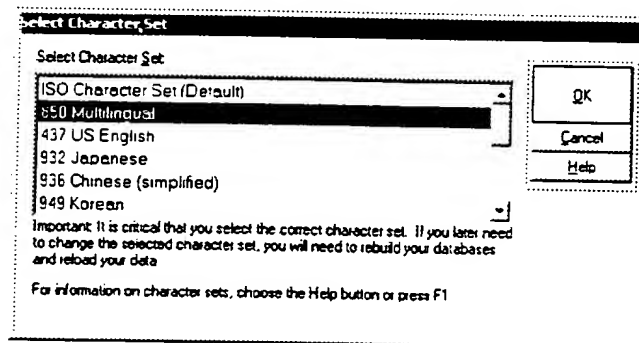 Select Character Set
Select Character Set:
ISO Character Set (Default)
850 Multilingual
437 US English
932 Japanese
936 Chinese (simplified)
949 Korean
OK
Cancel
Help
Important: It is critical that you select the correct character set. If you later need
to change the selected character set, you will need to rebuild your databases
and reload your data
For information on character sets, choose the Help button or press F1